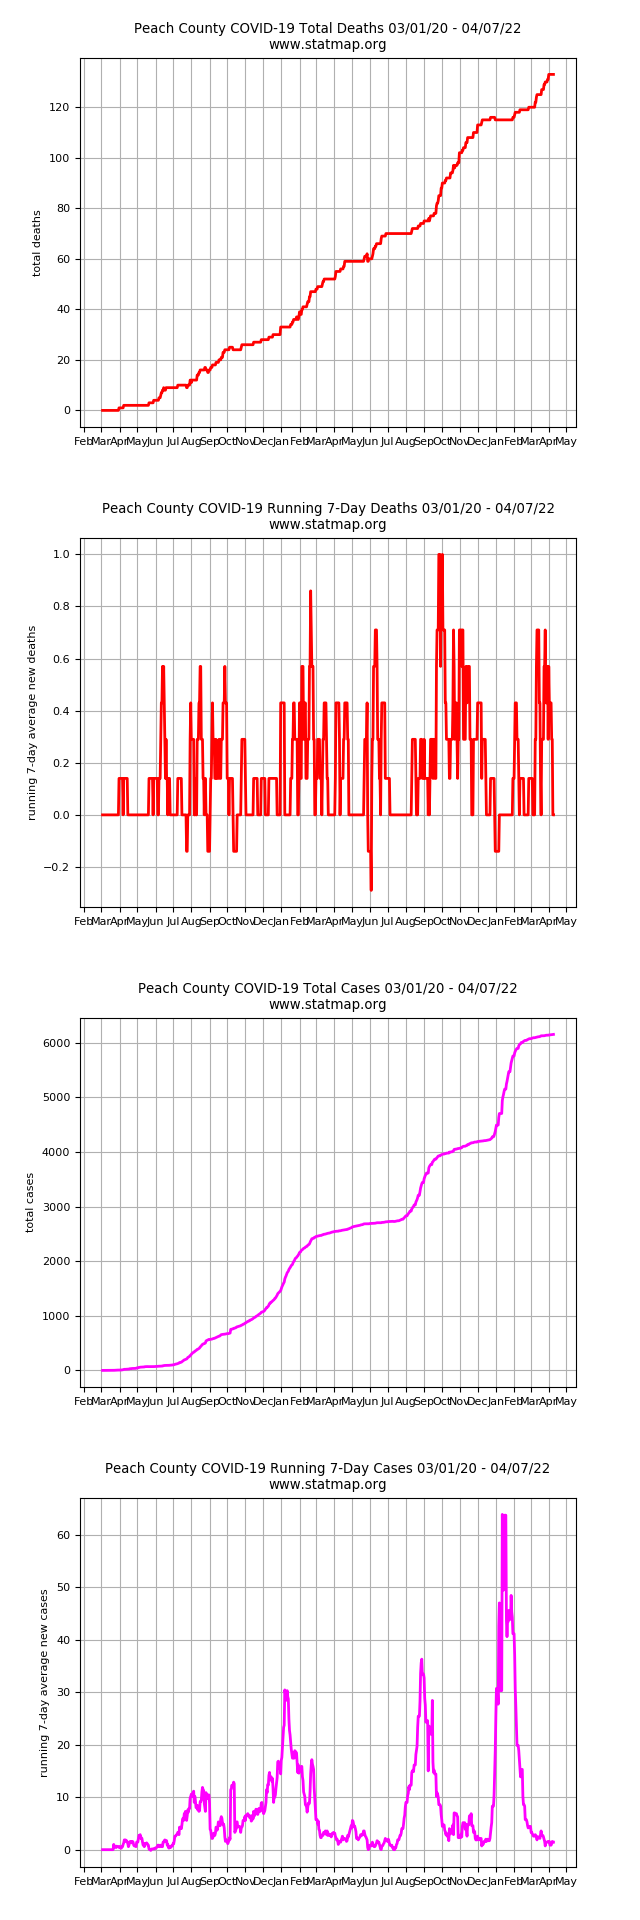 Peach County COVID-19 Total Deaths 03/01/20 - 04/07/22
www.statmap.org
total deaths
120
100
80
60
40
20
0
Feb Mar Apr May Jun Jul Aug Sep Oct Nov Dec Jan Feb Mar Apr May Jun Jul Aug Sep Oct Nov Dec Jan Feb Mar Apr May
Peach County COVID-19 Running 7-Day Deaths 03/01/20 - 04/07/22
www.statmap.org
running 7-day average new deaths
1.0
0.8
0.6
0.4
0.2
0.0
−0.2
Feb Mar Apr May Jun Jul Aug Sep Oct Nov Dec Jan Feb Mar Apr May Jun Jul Aug Sep Oct Nov Dec Jan Feb Mar Apr May
Peach County COVID-19 Total Cases 03/01/20 - 04/07/22
www.statmap.org
total cases
6000
5000
4000
3000
2000
1000
0
Feb Mar Apr May Jun Jul Aug Sep Oct Nov Dec Jan Feb Mar Apr May Jun Jul Aug Sep Oct Nov Dec Jan Feb Mar Apr May
Peach County COVID-19 Running 7-Day Cases 03/01/20 - 04/07/22
www.statmap.org
running 7-day average new cases
60
50
40
30
20
10
0
Feb Mar Apr May Jun Jul Aug Sep Oct Nov Dec Jan Feb Mar Apr May Jun Jul Aug Sep Oct Nov Dec Jan Feb Mar Apr May